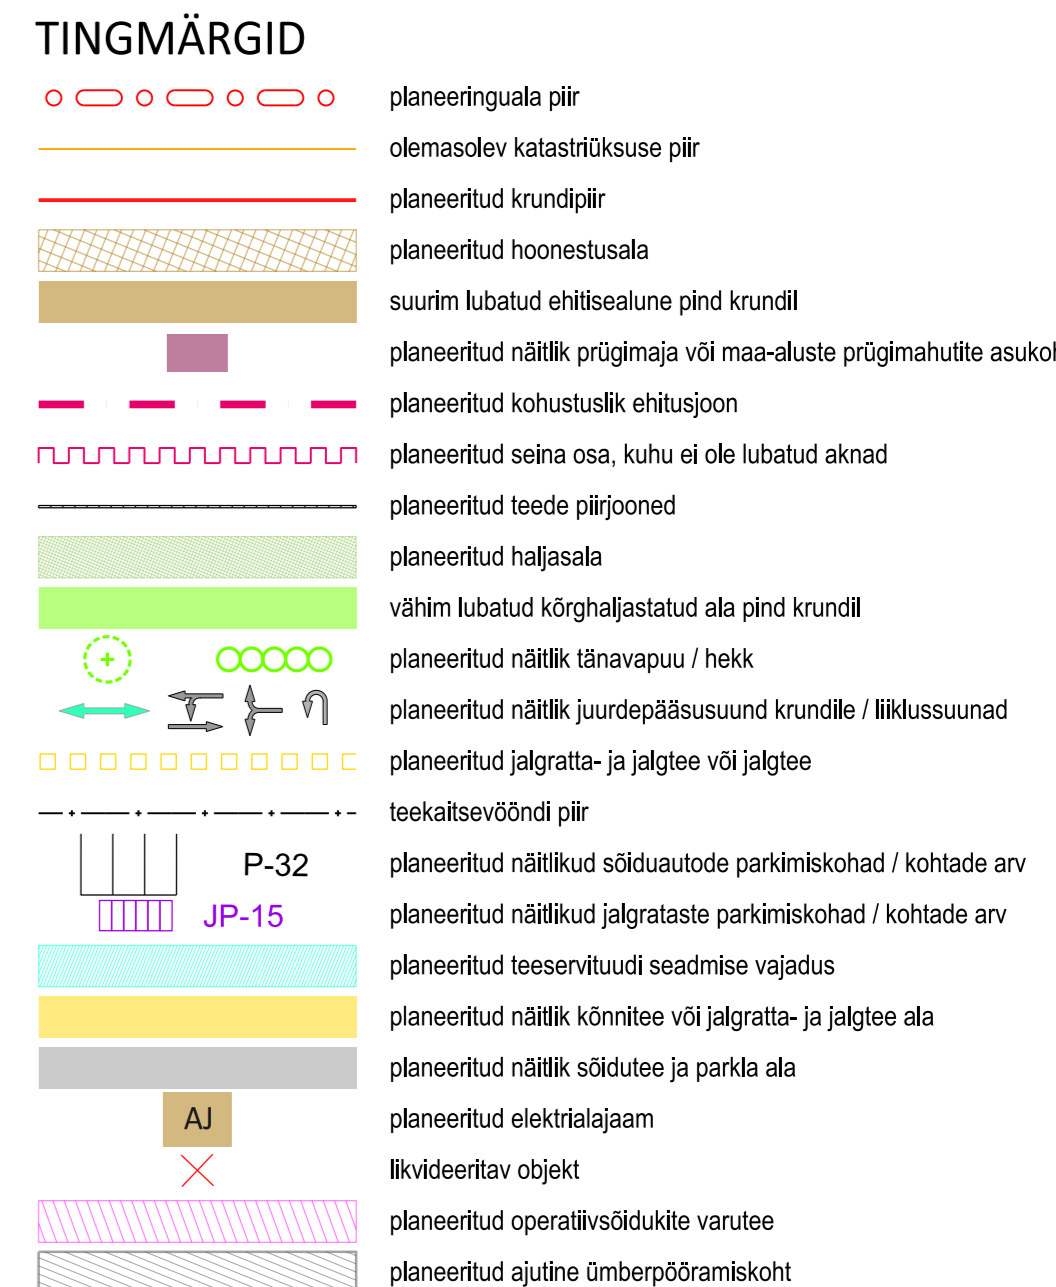 TINGMÄRGID
planeeringuala piir
olemasolev katastriüksuse piir
planeeritud krundipiir
planeeritud hoonestusala
suurim lubatud ehitisealune pind krundil
planeeritud näitlik prügimaja või maa-aluste prügimahutite
planeeritud kohustuslik ehitusjoon
planeeritud seina osa, kuhu ei ole lubatud aknad
planeeritud teede piirjooned
planeeritud haljasala
vähim lubatud kõrghaljastatud ala pind krundil
planeeritud näitlik tänavapuu / hekk
planeeritud näitlik juurdepääsusuund krundile / liiklussuunad
planeeritud jalgratta- ja jalgtee või jalgtee
teekaitsevööndi piir
P-32 planeeritud näitlikud sõiduautode parkimiskohad / kohtade arv
JP-15 planeeritud näitlikud jalgrataste parkimiskohad / kohtade arv
planeeritud teeservituudi seadmise vajadus
planeeritud näitlik kõnnitee või jalgratta- ja jalgtee ala
planeeritud näitlik sõidutee ja parkla ala
AJ planeeritud elektrialajaam
likvideeritav objekt
planeeritud operatiivsõidukite varutee
planeeritud ajutine ümberpööramiskoht